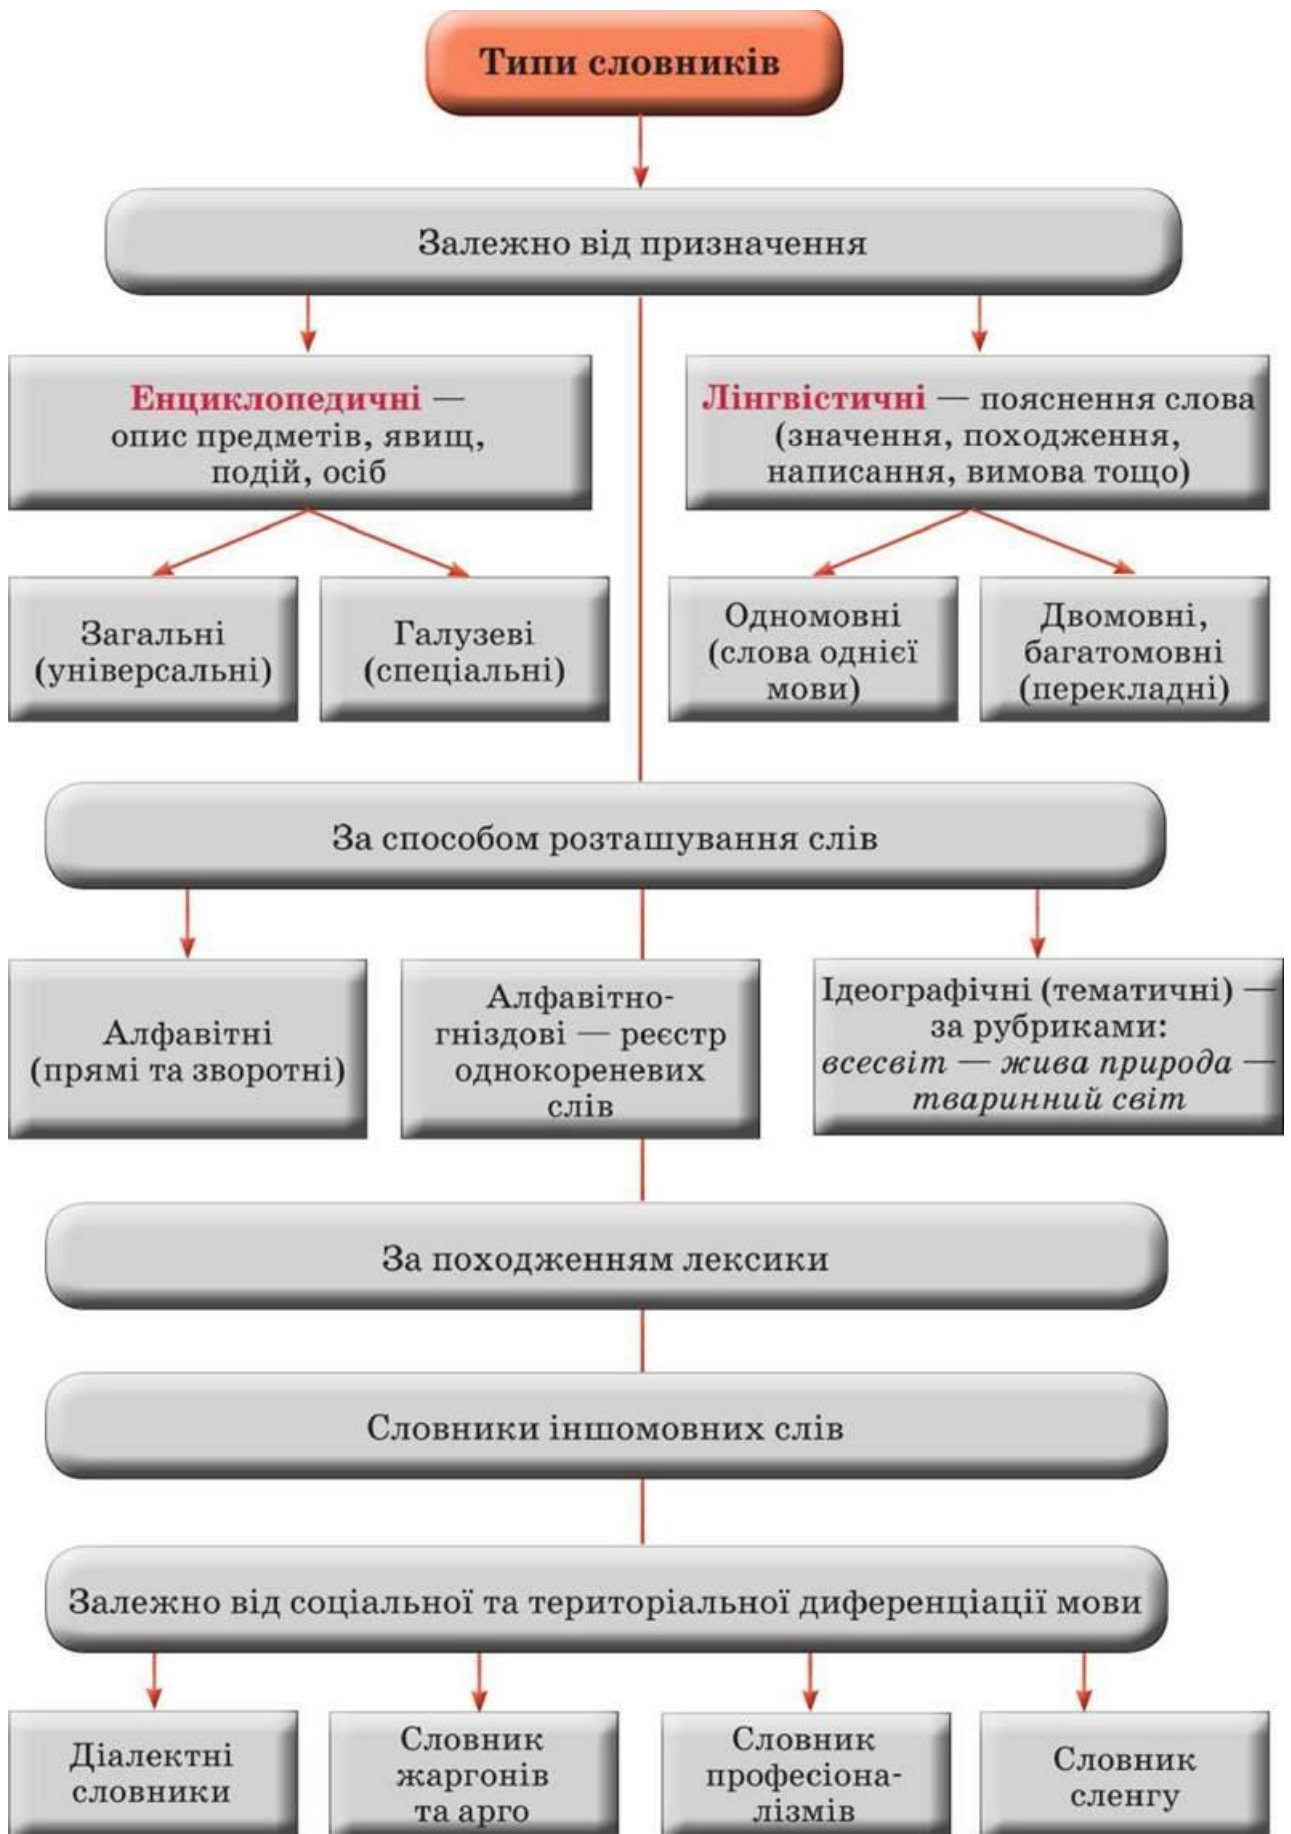 Типи словників
Залежно від призначення
Енциклопедичні —
опис предметів, явищ,
подій, осіб
Лінгвістичні — пояснення слова
(значення, походження,
написання, вимова тощо)
Загальні
(універсальні)
Галузеві
(спеціальні)
Одномовні
(слова однієї
мови)
Двомовні,
багатомовні
(перекладні)
За способом розташування слів
Алфавітні
(прямі та зворотні)
Алфавітно-
гніздові — реєстр
однокореневих
слів
Ідеографічні (тематичні) —
за рубриками:
всесвіт — жива природа —
тваринний світ
За походженням лексики
Словники іншомовних слів
Залежно від соціальної та територіальної диференціації мови
Діалектні
словники
Словник
жаргонів
та арго
Словник
професіона-
лізмів
Словник
сленгу